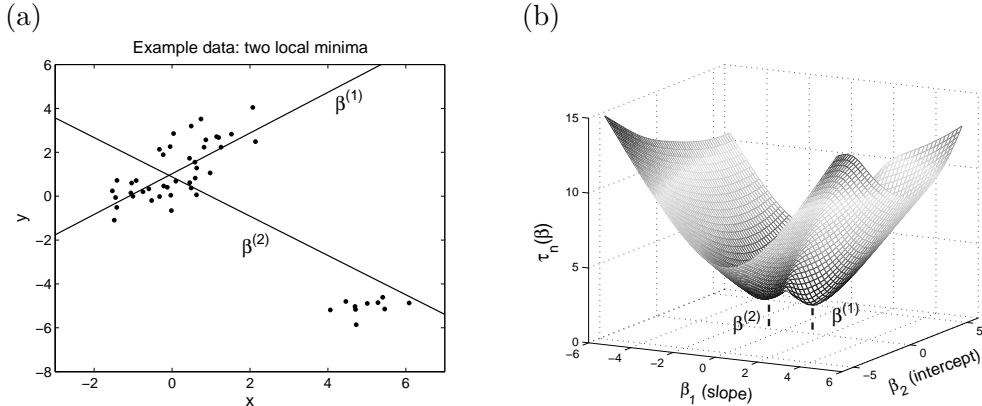 (a)
Example data: two local minima
6
4
2
0
−2
−4
−6
−8
y
−2
0
2
4
6
x
β(1)
β(2)
(b)
15
10
5
0
τn(β)
−6
−4
−2
0
2
4
6
β1 (slope)
−5
0
5
β2 (intercept)
β(2)
β(1)